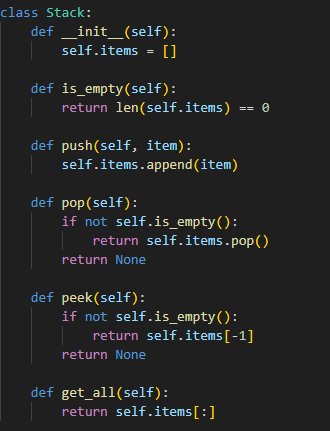 class Stack:
    def __init__(self):
        self.items = []

    def is_empty(self):
        return len(self.items) == 0

    def push(self, item):
        self.items.append(item)

    def pop(self):
        if not self.is_empty():
            return self.items.pop()
        return None

    def peek(self):
        if not self.is_empty():
            return self.items[-1]
        return None

    def get_all(self):
        return self.items[:]